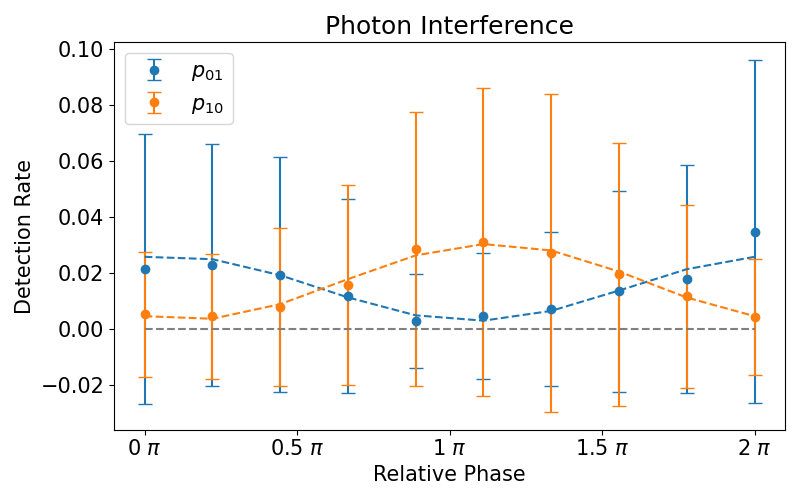 Photon Interference
0.10
0.08
0.06
0.04
0.02
0.00
−0.02
Detection Rate
p01
p10
0 π
0.5 π
1 π
1.5 π
2 π
Relative Phase